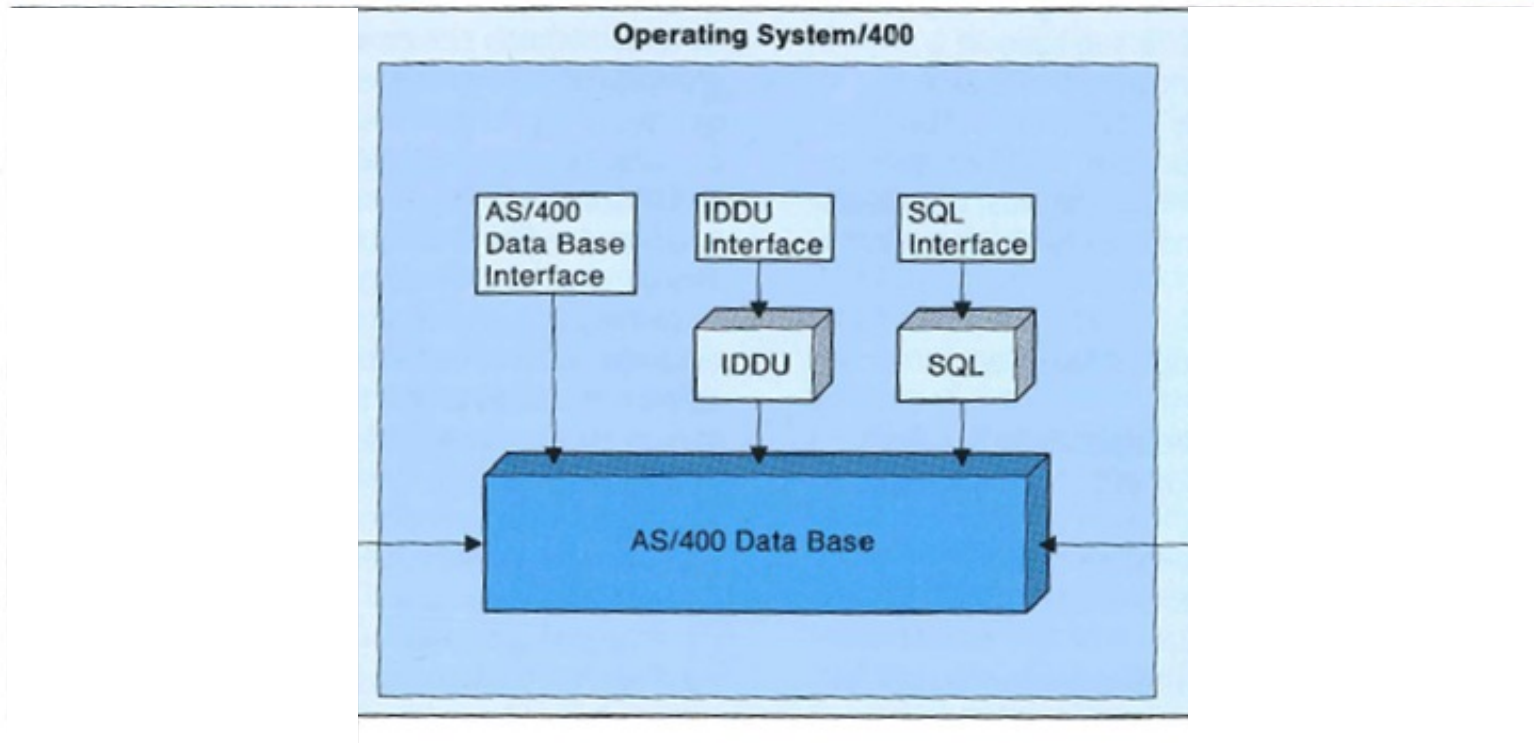 Operating System/400
AS/400
Data Base
Interface
IDDU
Interface
SQL
Interface
IDDU
SQL
AS/400 Data Base